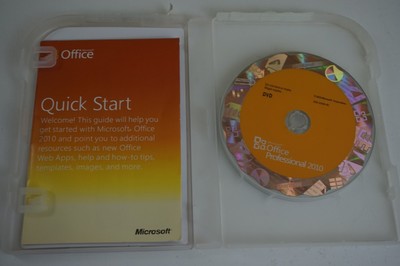 Office
Quick Start
Welcome! This guide will help you
get started with Microsoft Office
2010 and point you to additional
resources such as new Office
Web Apps, help and how-to tips,
templates, images, and more.
Microsoft
DVD
Office
Professional 2010